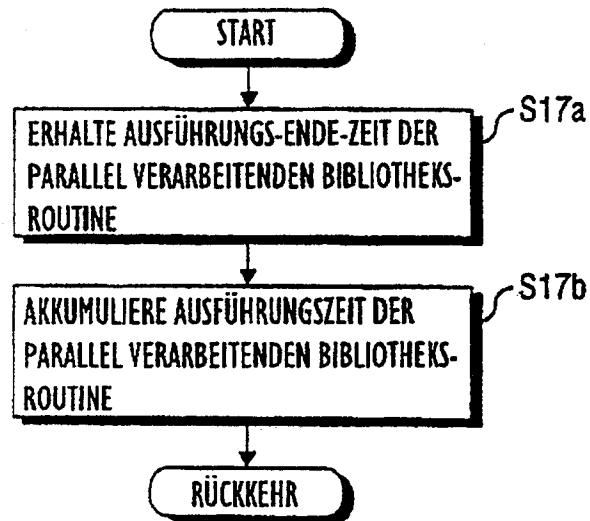 START
S17a
ERHALTE AUSFÜHRUNGS-ENDE-ZEIT DER
PARALLEL VERARBEITENDEN BIBLIOTHEKS-
ROUTINE
S17b
AKKUMULIERE AUSFÜHRUNGSZEIT DER
PARALLEL VERARBEITENDEN BIBLIOTHEKS-
ROUTINE
RÜCKKEHR